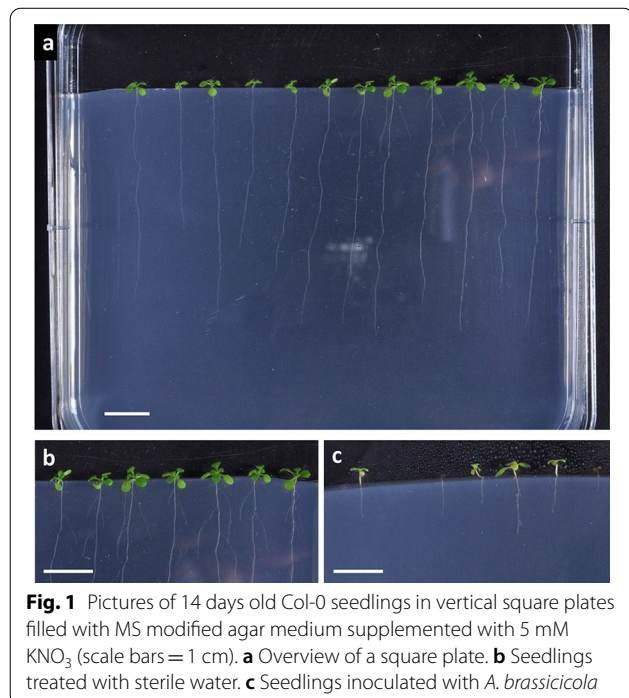 a
b
c
Fig. 1 Pictures of 14 days old Col-0 seedlings in vertical square plates
filled with MS modified agar medium supplemented with 5 mM
KNO₃ (scale bars = 1 cm). a Overview of a square plate. b Seedlings
treated with sterile water. c Seedlings inoculated with A. brassicicola